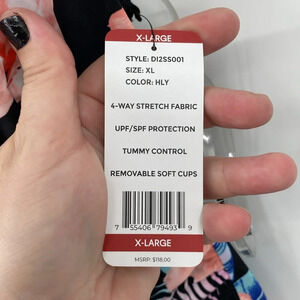 X-LARGE
STYLE: DI2SS001
SIZE: XL
COLOR: HLY
4-WAY STRETCH FABRIC
UPF/SPF PROTECTION
TUMMY CONTROL
REMOVABLE SOFT CUPS
7 55406 79493 9
X-LARGE
MSRP: $118.00